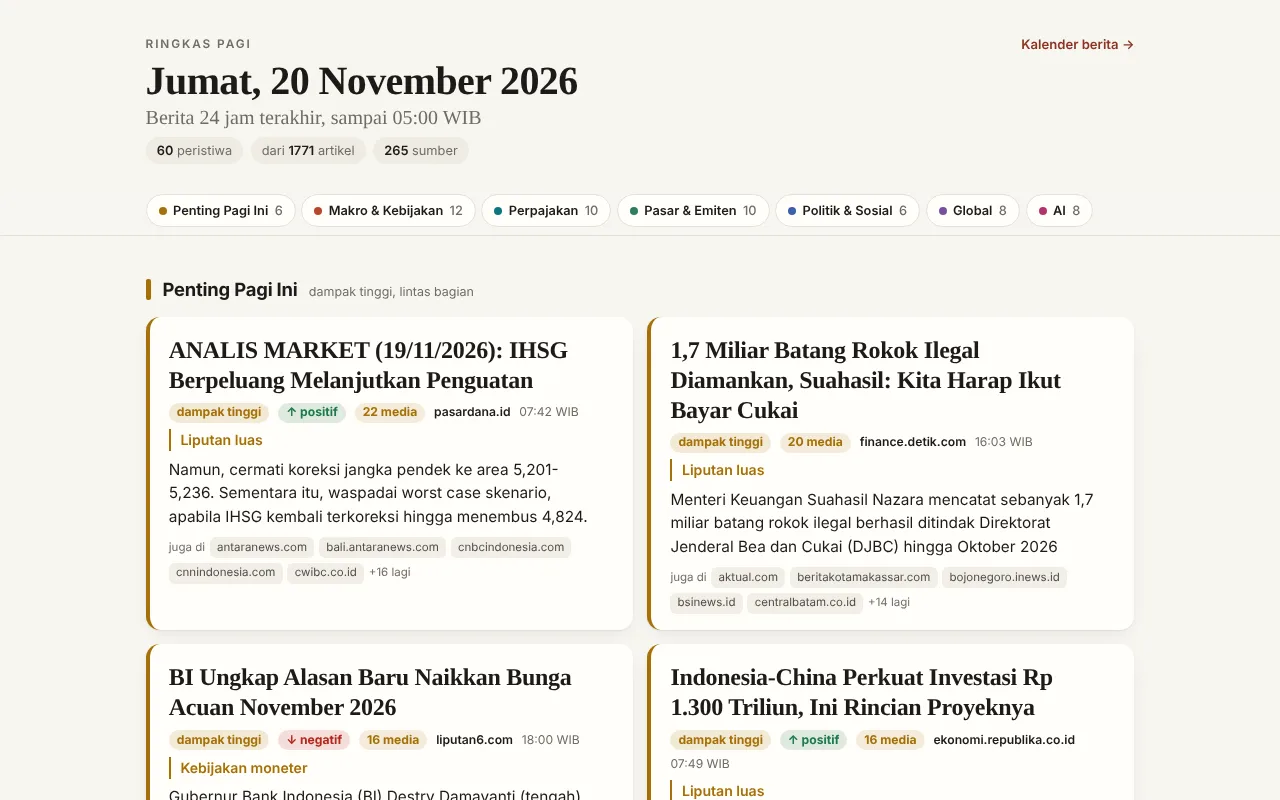 RINGKAS PAGI
Kalender berita →
Jumat, 20 November 2026
Berita 24 jam terakhir, sampai 05:00 WIB
60 peristiwa dari 1771 artikel 265 sumber
Penting Pagi Ini 6 Makro & Kebijakan 12 Perpajakan 10 Pasar & Emiten 10 Politik & Sosial 6 Global 8 AI 8
Penting Pagi Ini dampak tinggi, lintas bagian
ANALIS MARKET (19/11/2026): IHSG
Berpeluang Melanjutkan Penguatan
dampak tinggi ↑ positif 22 media pasardana.id 07:42 WIB
Liputan luas
Namun, cermati koreksi jangka pendek ke area 5,201-
5,236. Sementara itu, waspadai worst case skenario,
apabila IHSG kembali terkoreksi hingga menembus 4,824.
juga di antaranews.com bali.antaranews.com cnbcindonesia.com
cnnindonesia.com cwibc.co.id +16 lagi
1,7 Miliar Batang Rokok Ilegal
Diamankan, Suahasil: Kita Harap Ikut
Bayar Cukai
dampak tinggi 20 media finance.detik.com 16:03 WIB
Liputan luas
Menteri Keuangan Suahasil Nazara mencatat sebanyak 1,7
miliar batang rokok ilegal berhasil ditindak Direktorat
Jenderal Bea dan Cukai (DJBC) hingga Oktober 2026
juga di aktual.com beritakotamakassar.com bojonegoro.inews.id
bsinews.id centralbatam.co.id +14 lagi
BI Ungkap Alasan Baru Naikkan Bunga
Acuan November 2026
dampak tinggi ↓ negatif 16 media liputan6.com 18:00 WIB
Kebijakan moneter
Gubernur Bank Indonesia (BI) Destry Damayanti (tengah)
Indonesia-China Perkuat Investasi Rp
1.300 Triliun, Ini Rincian Proyeknya
dampak tinggi ↑ positif 16 media ekonomi.republika.co.id
07:49 WIB
Liputan luas